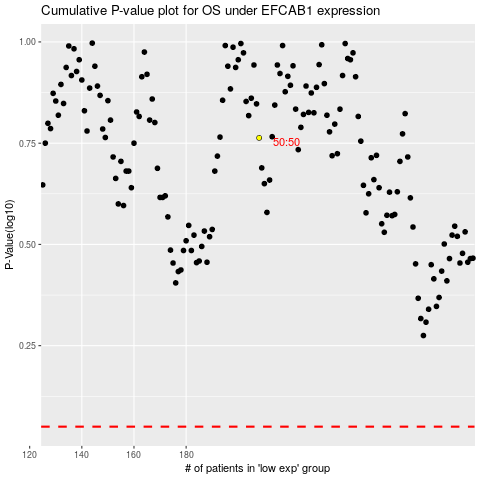 Cumulative P-value plot for OS under EFCAB1 expression
P-Value(log10)
1.00
0.75
0.50
0.25
50:50
120 140 160 180
# of patients in 'low exp' group